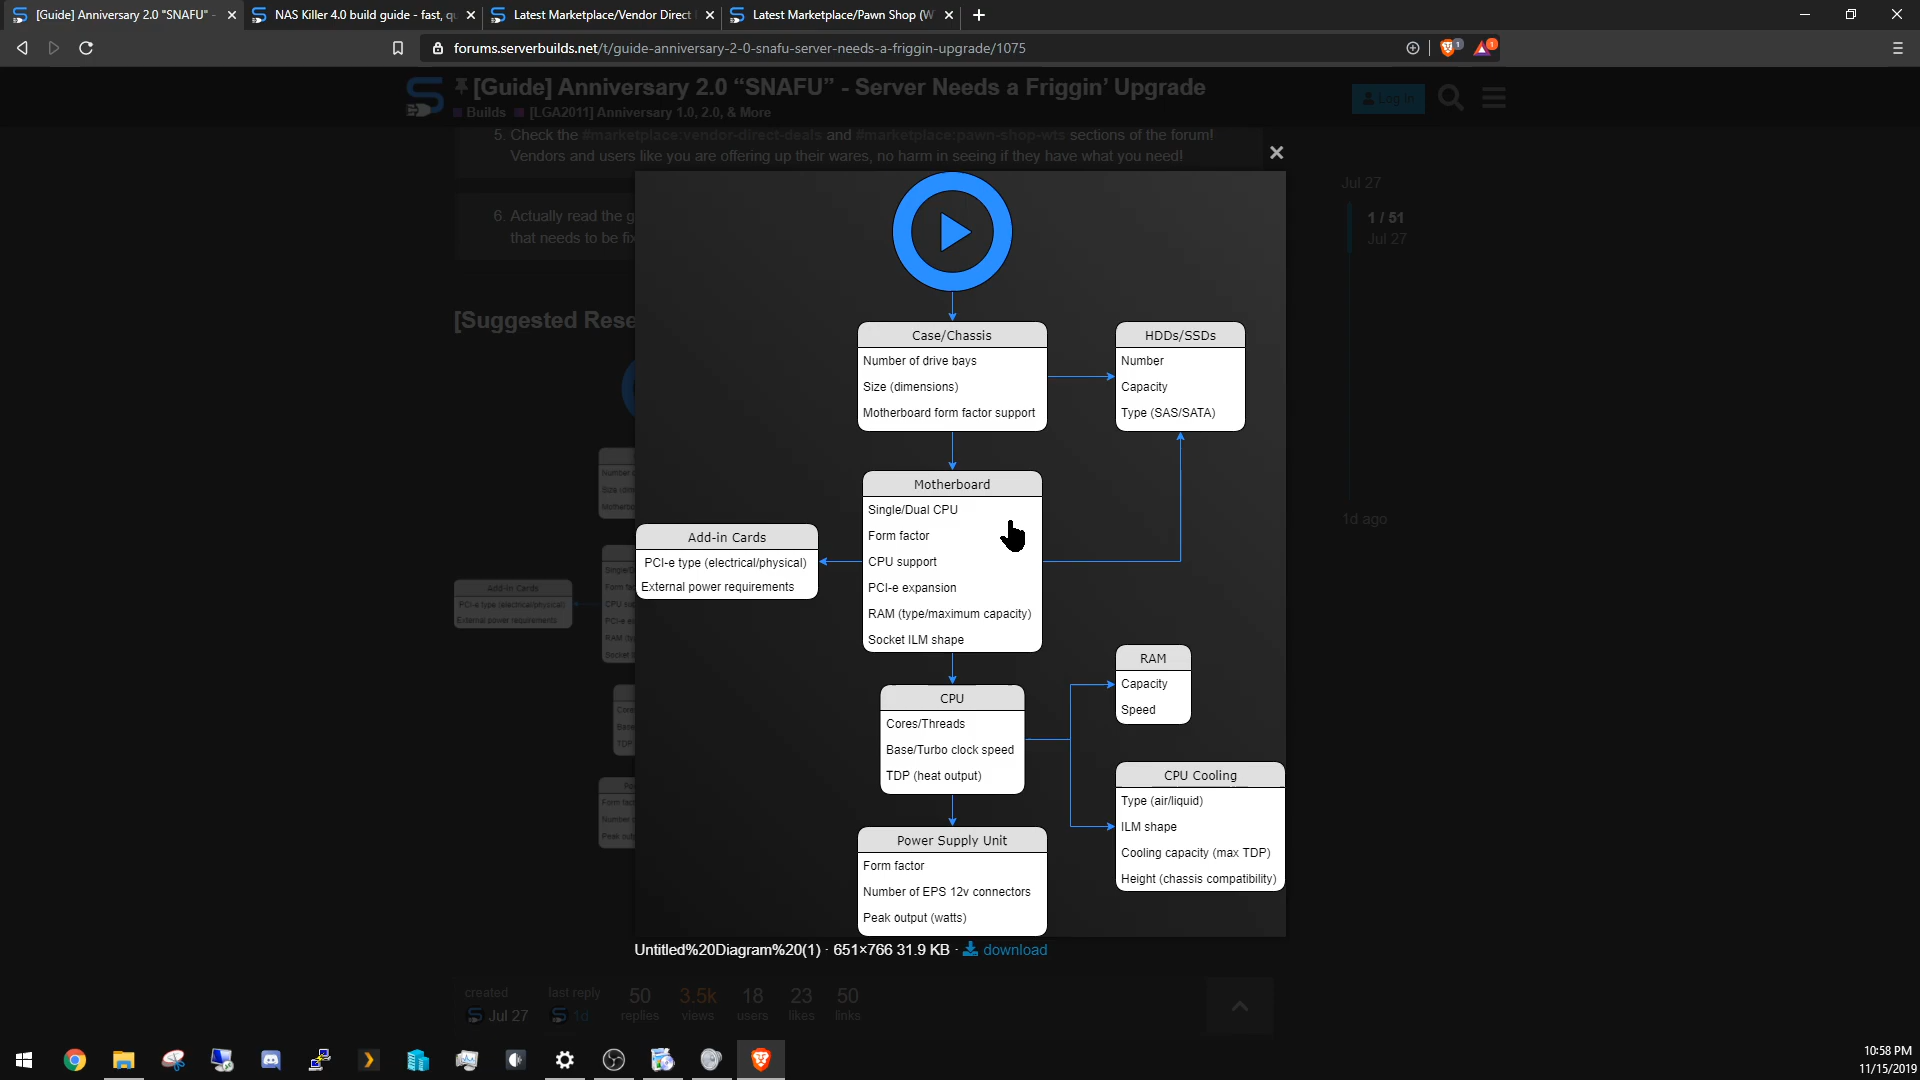 [Guide] Anniversary 2.0 "SNAFU" -
NAS Killer 4.0 build guide - fast, qu
Latest Marketplace/Vendor Direct
Latest Marketplace/Pawn Shop (W
forums.serverbuilds.net/t/guide-anniversary-2-0-snafu-server-needs-a-friggin-upgrade/1075
[Guide] Anniversary 2.0 “SNAFU” - Server Needs a Friggin’ Upgrade
Builds [LGA2011] Anniversary 1.0, 2.0, & More
Log In
5. Check the #marketplace:vendor-direct-deals and #marketplace:pawn-shop-wts sections of the forum!
Vendors and users like you are offering up their wares, no harm in seeing if they have what you need!
6. Actually read the g
that needs to be fix
[Suggested Rese
Jul 27
1 / 51
Jul 27
1d ago
Case/Chassis
Number of drive bays
Size (dimensions)
Motherboard form factor support
HDDs/SSDs
Number
Capacity
Type (SAS/SATA)
Motherboard
Single/Dual CPU
Form factor
CPU support
PCI-e expansion
RAM (type/maximum capacity)
Socket ILM shape
Add-in Cards
PCI-e type (electrical/physical)
External power requirements
Add-in Cards
PCI-e type (electrical/physical)
External power requirements
CPU
Cores/Threads
Base/Turbo clock speed
TDP (heat output)
RAM
Capacity
Speed
CPU Cooling
Type (air/liquid)
ILM shape
Cooling capacity (max TDP)
Height (chassis compatibility)
Power Supply Unit
Form factor
Number of EPS 12v connectors
Peak output (watts)
Untitled%20Diagram%20(1) · 651×766 31.9 KB · download
created
Jul 27
last reply
1d
50
replies
3.5k
views
18
users
23
likes
50
links
10:58 PM
11/15/2019